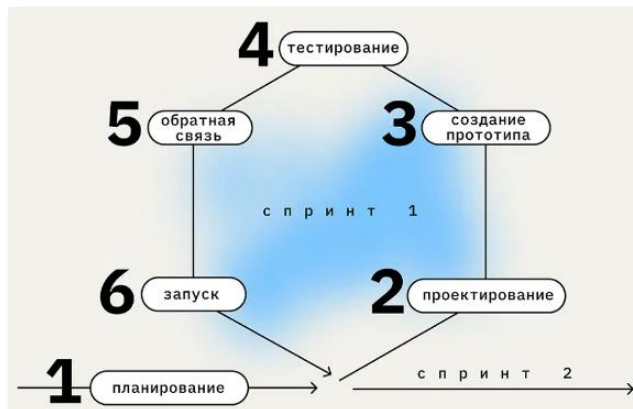 4 тестирование
5 обратная
связь
3 создание
прототипа
спринт 1
6 запуск
2 проектирование
1 планирование
спринт 2